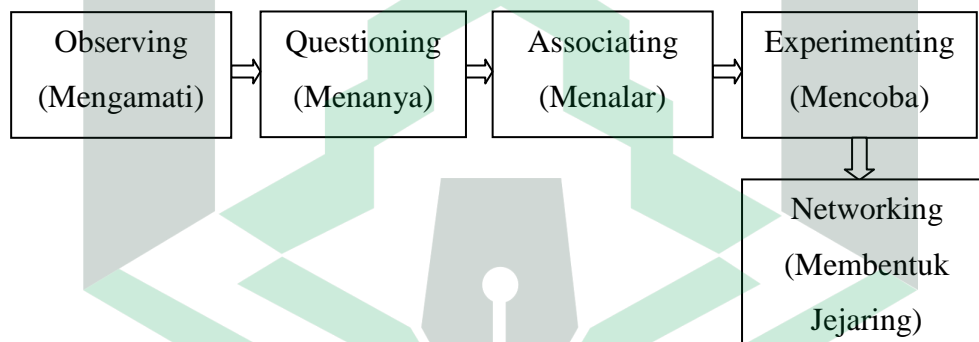 Observing
(Mengamati)
Questioning
(Menanya)
Associating
(Menalar)
Experimenting
(Mencoba)
Networking
(Membentuk
Jejaring)